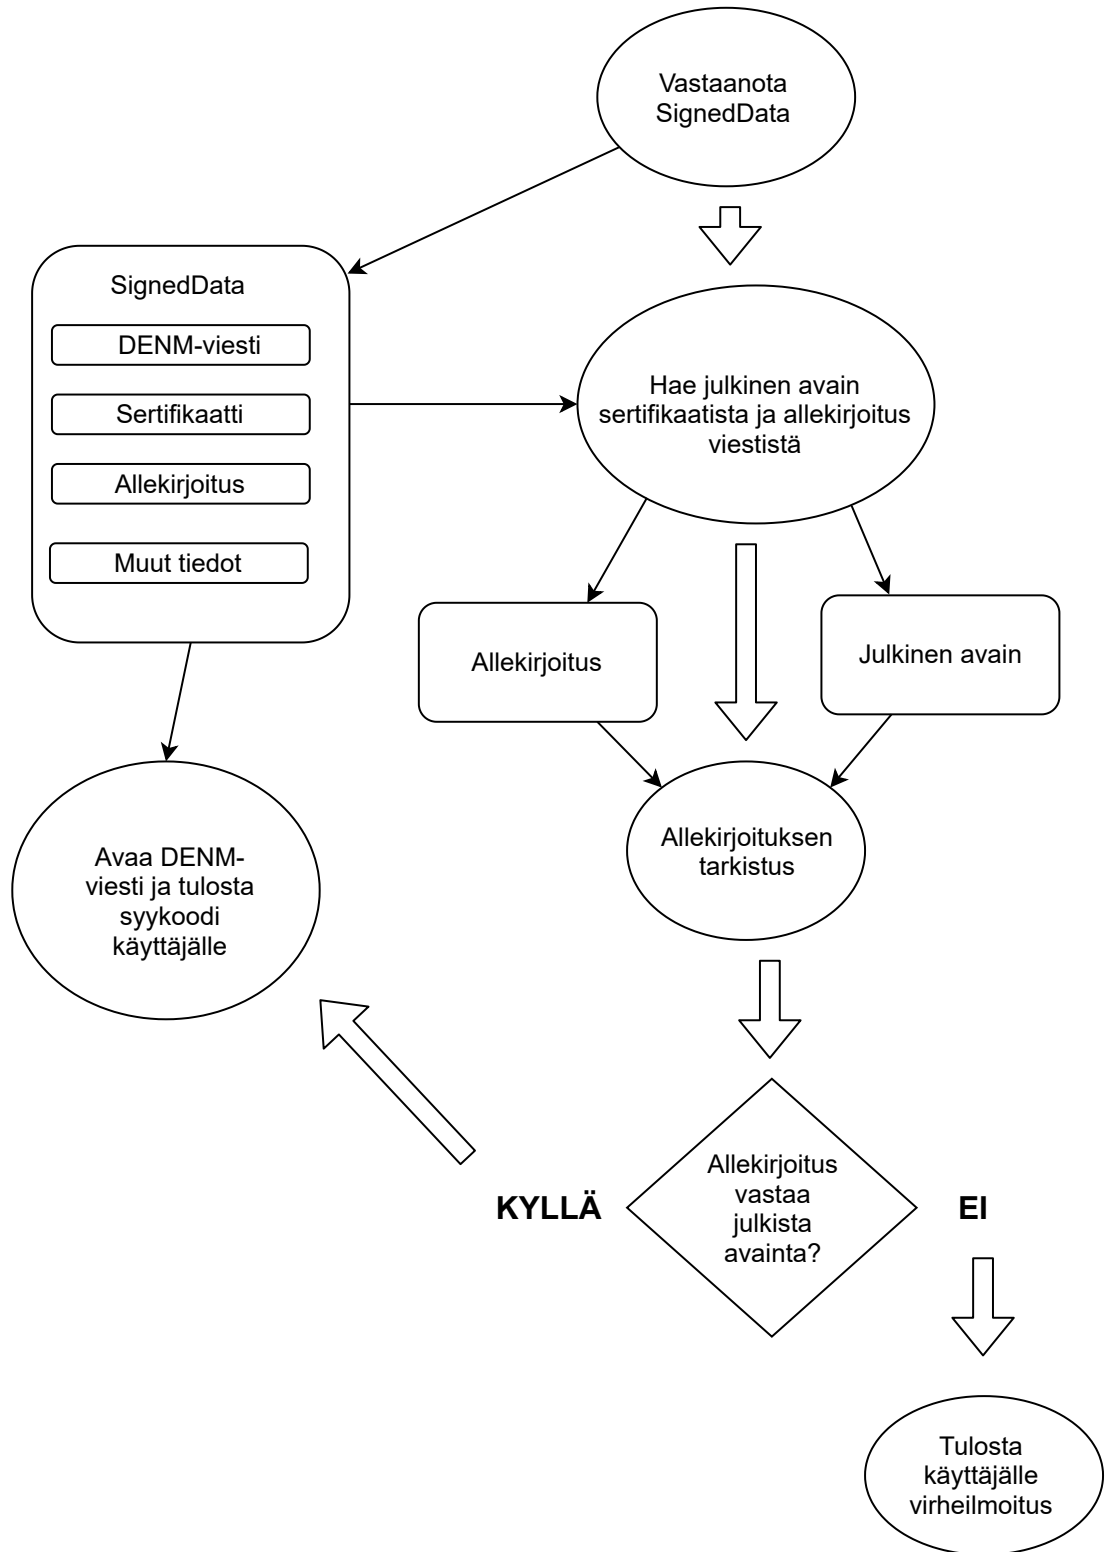 Vastaanota
SignedData
SignedData
DENM-viesti
Sertifikaatti
Allekirjoitus
Muut tiedot
Hae julkinen avain
sertifikaatista ja allekirjoitus
viestistä
Allekirjoitus
Julkinen avain
Allekirjoituksen
tarkistus
Avaa DENM-
viesti ja tulosta
syykoodi
käyttäjälle
Allekirjoitus
vastaa
julkista
avainta?
KYLLÄ
EI
Tulosta
käyttäjälle
virheilmoitus